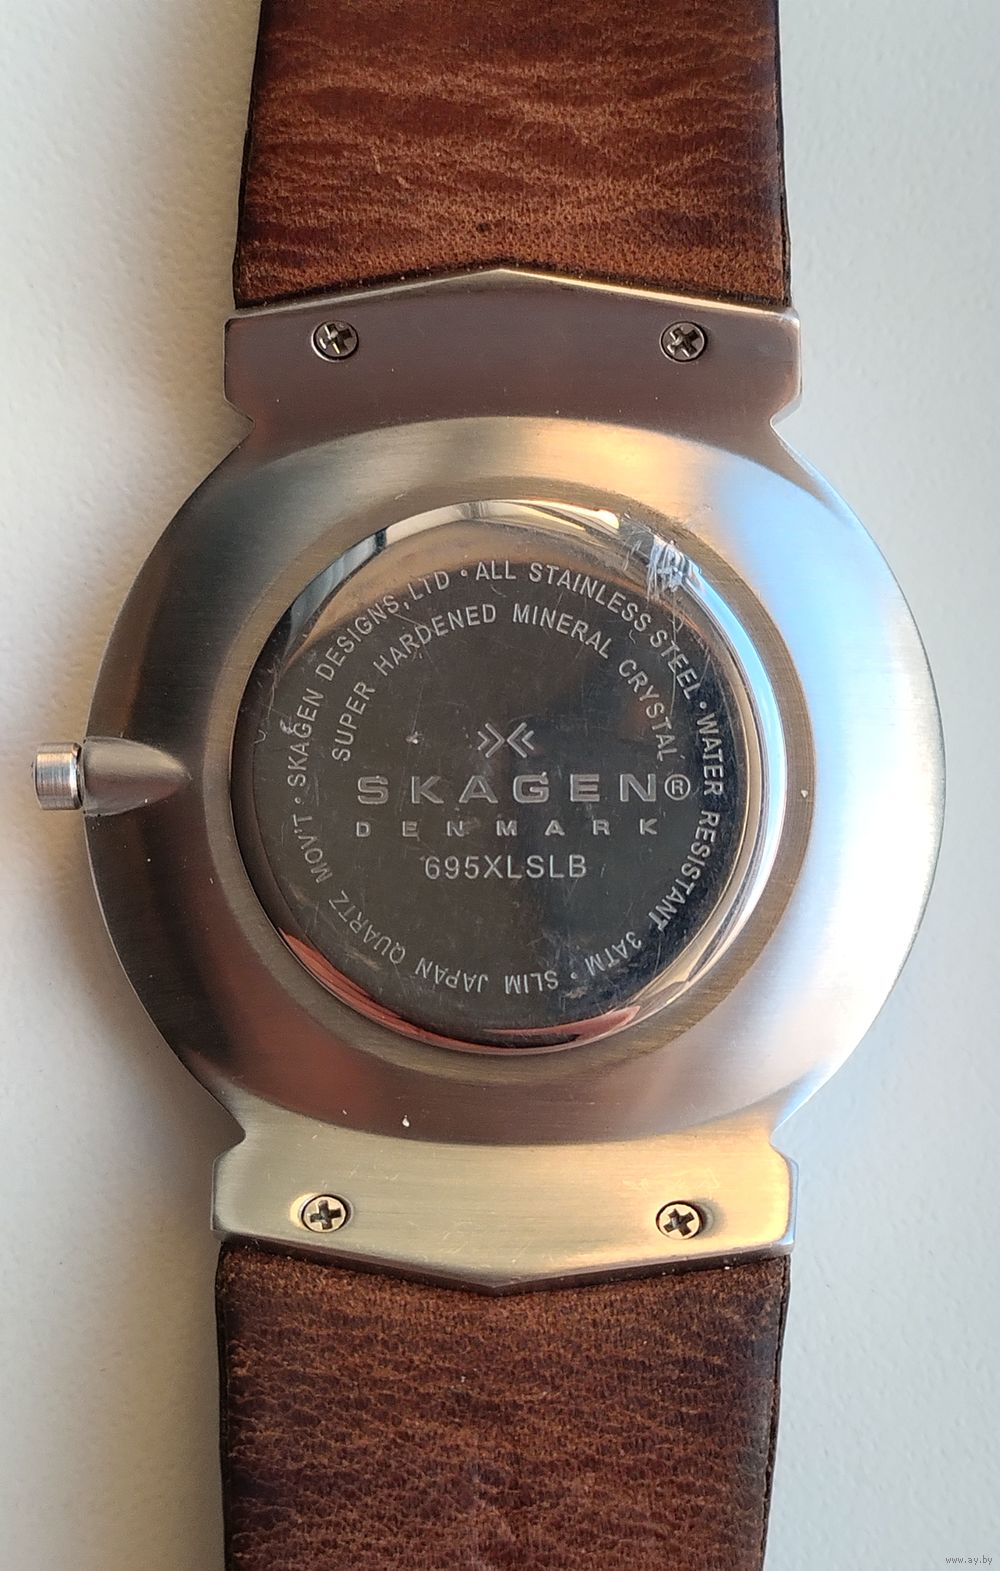 SKAGEN DESIGNS, LTD • ALL STAINLESS STEEL • WATER RESISTANT 3ATM • SLIM JAPAN QUARTZ MOV'T •
SUPER HARDENED MINERAL CRYSTAL
SKAGEN®
DENMARK
695XLSLB
www.ay.by